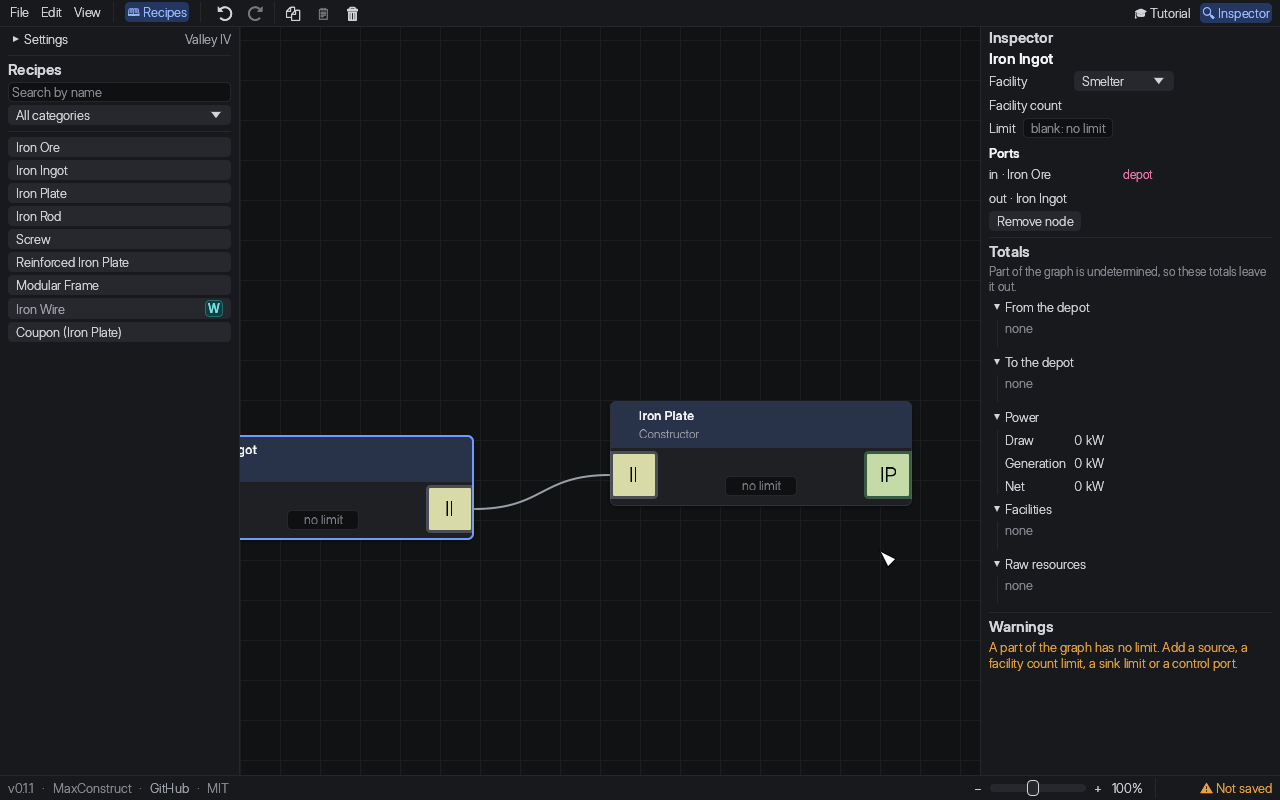 File Edit View Recipes Tutorial Inspector
Settings Valley IV
Recipes
Search by name
All categories
Iron Ore
Iron Ingot
Iron Plate
Iron Rod
Screw
Reinforced Iron Plate
Modular Frame
Iron Wire W
Coupon (Iron Plate)
got
no limit
II
Iron Plate
Constructor
II
no limit
IP
Inspector
Iron Ingot
Facility Smelter
Facility count
Limit blank: no limit
Ports
in · Iron Ore depot
out · Iron Ingot
Remove node
Totals
Part of the graph is undetermined, so these totals leave
it out.
From the depot
none
To the depot
none
Power
Draw 0 kW
Generation 0 kW
Net 0 kW
Facilities
none
Raw resources
none
Warnings
A part of the graph has no limit. Add a source, a
facility count limit, a sink limit or a control port.
v0.1.1 · MaxConstruct · GitHub · MIT
− + 100% Not saved